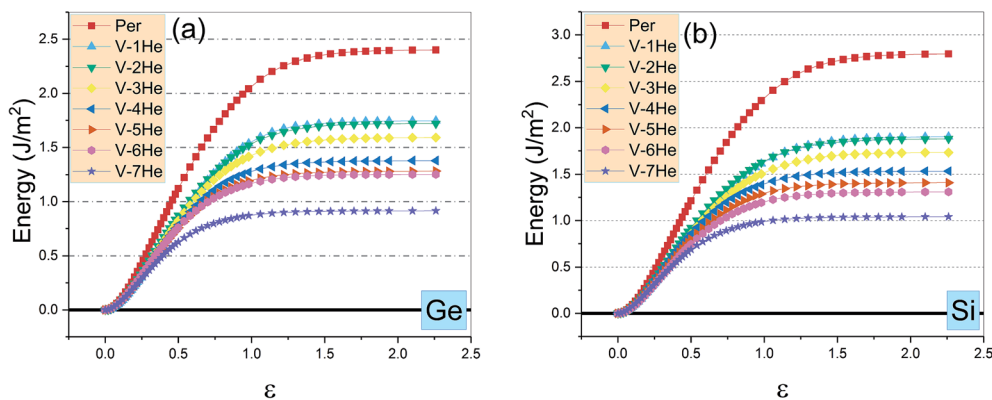 (a)
Per
V-1He
V-2He
V-3He
V-4He
V-5He
V-6He
V-7He
Energy (J/m²)
2.5
2.0
1.5
1.0
0.5
0.0
Ge
0.0 0.5 1.0 1.5 2.0 2.5
ε
(b)
Per
V-1He
V-2He
V-3He
V-4He
V-5He
V-6He
V-7He
Energy (J/m²)
3.0
2.5
2.0
1.5
1.0
0.5
0.0
Si
0.0 0.5 1.0 1.5 2.0 2.5
ε